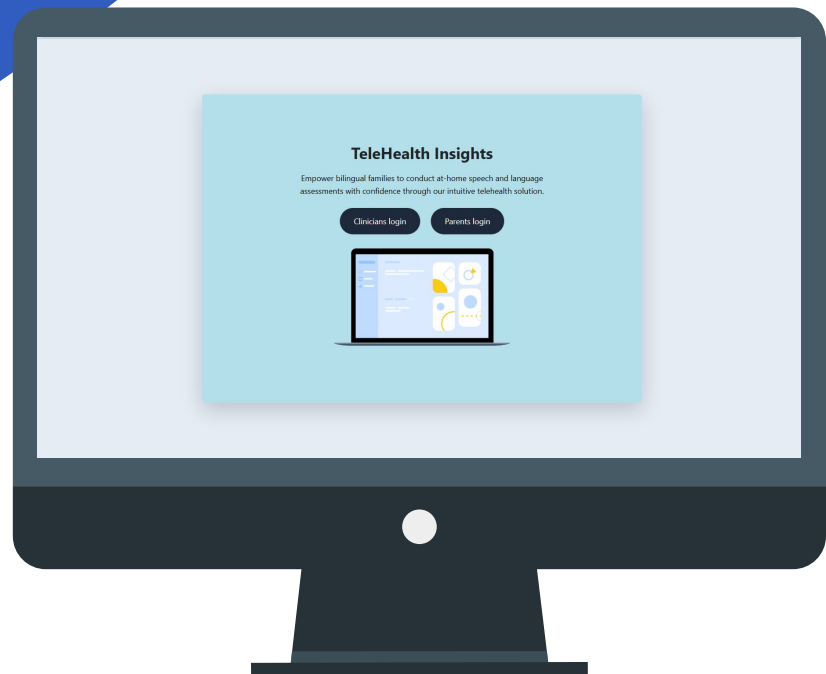 TeleHealth Insights
Empower bilingual families to conduct at-home speech and language
assessments with confidence through our intuitive telehealth solution.
Clinicians login
Parents login